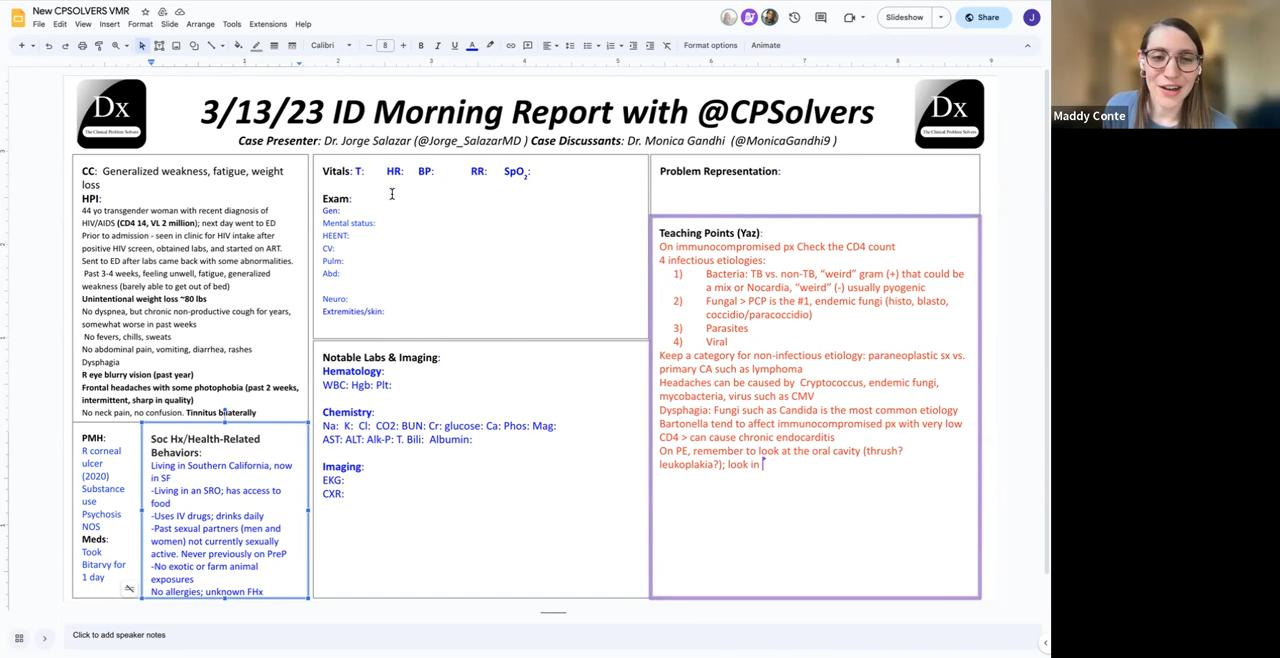 New CPSOLVERS VMR
File Edit View Insert Format Slide Arrange Tools Extensions Help
Slideshow
Share
J
Calibri
8
B I U A
Format options
Animate
1 2 3 4 5 6 7 8 9
Dx
The Clinical Problem Solvers
3/13/23 ID Morning Report with @CPSolvers
Case Presenter: Dr. Jorge Salazar (@Jorge_SalazarMD ) Case Discussants: Dr. Monica Gandhi (@MonicaGandhi9 )
Dx
The Clinical Problem Solvers
Maddy Conte
CC: Generalized weakness, fatigue, weight
loss
HPI:
44 yo transgender woman with recent diagnosis of
HIV/AIDS (CD4 14, VL 2 million); next day went to ED
Prior to admission - seen in clinic for HIV intake after
positive HIV screen, obtained labs, and started on ART.
Sent to ED after labs came back with some abnormalities.
Past 3-4 weeks, feeling unwell, fatigue, generalized
weakness (barely able to get out of bed)
Unintentional weight loss ~80 lbs
No dyspnea, but chronic non-productive cough for years,
somewhat worse in past weeks
No fevers, chills, sweats
No abdominal pain, vomiting, diarrhea, rashes
Dysphagia
R eye blurry vision (past year)
Frontal headaches with some photophobia (past 2 weeks,
intermittent, sharp in quality)
No neck pain, no confusion. Tinnitus bilaterally
PMH:
R corneal
ulcer
(2020)
Substance
use
Psychosis
NOS
Meds:
Took
Bitarvy for
1 day
Soc Hx/Health-Related
Behaviors:
Living in Southern California, now
in SF
-Living in an SRO; has access to
food
-Uses IV drugs; drinks daily
-Past sexual partners (men and
women) not currently sexually
active. Never previously on PreP
-No exotic or farm animal
exposures
No allergies; unknown FHx
Vitals: T: HR: BP: RR: SpO2:
Exam:
Gen:
Mental status:
HEENT:
CV:
Pulm:
Abd:
Neuro:
Extremities/skin:
Notable Labs & Imaging:
Hematology:
WBC: Hgb: Plt:
Chemistry:
Na: K: Cl: CO2: BUN: Cr: glucose: Ca: Phos: Mag:
AST: ALT: Alk-P: T. Bili: Albumin:
Imaging:
EKG:
CXR:
Problem Representation:
Teaching Points (Yaz):
On immunocompromised px Check the CD4 count
4 infectious etiologies:
1) Bacteria: TB vs. non-TB, “weird” gram (+) that could be
a mix or Nocardia, “weird” (-) usually pyogenic
2) Fungal > PCP is the #1, endemic fungi (histo, blasto,
coccidio/paracoccidio)
3) Parasites
4) Viral
Keep a category for non-infectious etiology: paraneoplastic sx vs.
primary CA such as lymphoma
Headaches can be caused by Cryptococcus, endemic fungi,
mycobacteria, virus such as CMV
Dysphagia: Fungi such as Candida is the most common etiology
Bartonella tend to affect immunocompromised px with very low
CD4 > can cause chronic endocarditis
On PE, remember to look at the oral cavity (thrush?
leukoplakia?); look in
Click to add speaker notes